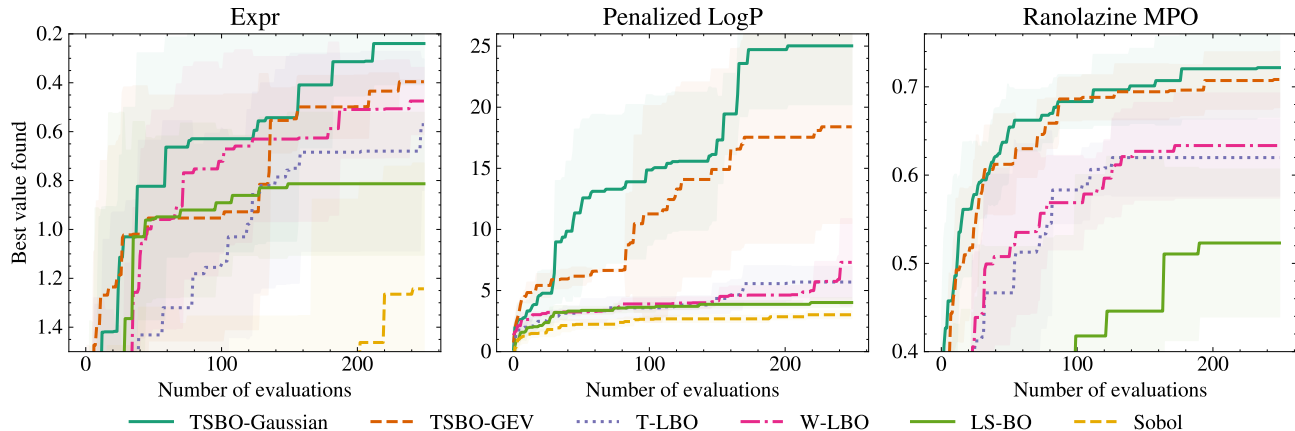 Expr
Penalized LogP
Ranolazine MPO
Best value found
0.2
0.4
0.6
0.8
1.0
1.2
1.4
0 100 200
Number of evaluations
25
20
15
10
5
0
0 100 200
Number of evaluations
0.7
0.6
0.5
0.4
0 100 200
Number of evaluations
TSBO-Gaussian TSBO-GEV T-LBO W-LBO LS-BO Sobol